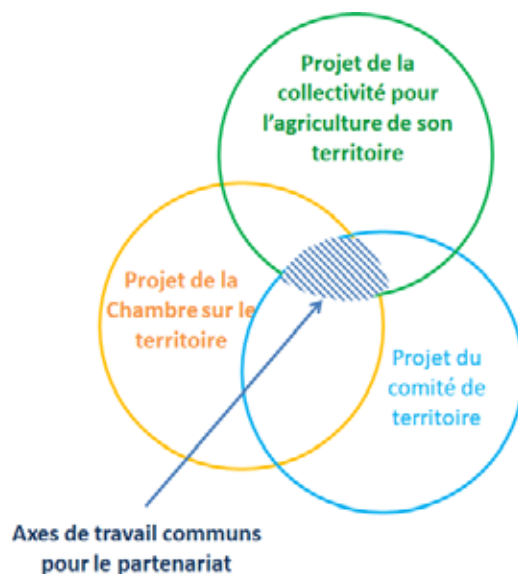 Projet de la
collectivité pour
l'agriculture de son
territoire
Projet de la
Chambre sur le
territoire
Projet du
comité de
territoire
Axes de travail communs
pour le partenariat